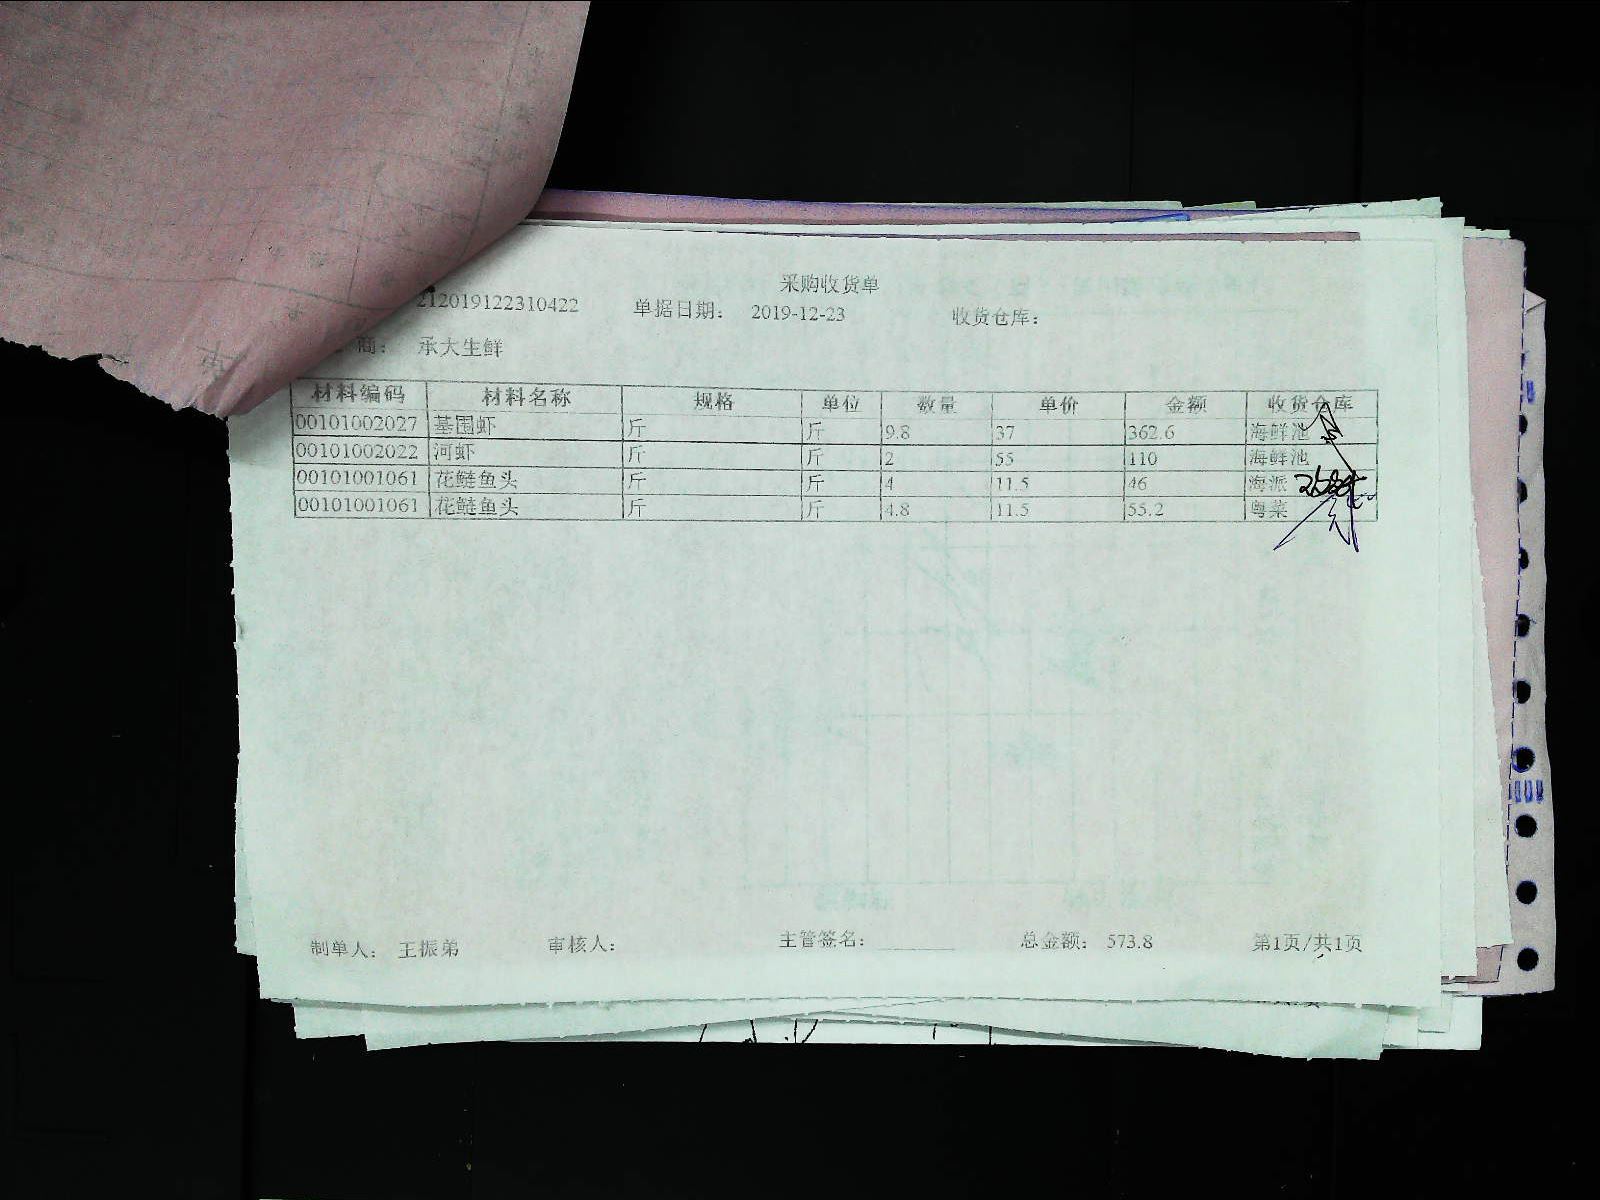 采购收货单
212019122310422 单据日期： 2019-12-23 收货仓库：
商： 承大生鲜
材料编码 材料名称 规格 单位 数量 单价 金额 收货仓库
00101002027 基围虾 斤 斤 9.8 37 362.6 海鲜池
00101002022 河虾 斤 斤 2 55 110 海鲜池
00101001061 花鲢鱼头 斤 斤 4 11.5 46 海派
00101001061 花鲢鱼头 斤 斤 4.8 11.5 55.2 粤菜
制单人： 王振弟 审核人： 主管签名： 总金额： 573.8 第1页/共1页